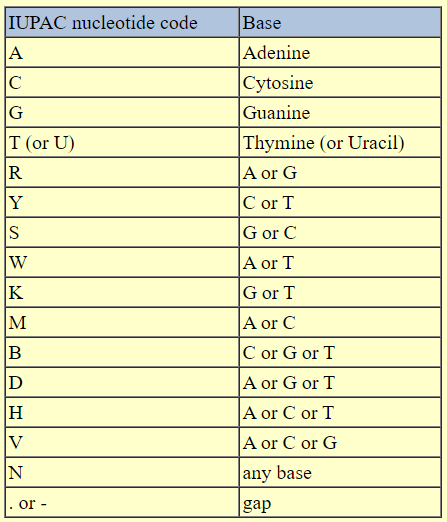 IUPAC nucleotide code Base
A Adenine
C Cytosine
G Guanine
T (or U) Thymine (or Uracil)
R A or G
Y C or T
S G or C
W A or T
K G or T
M A or C
B C or G or T
D A or G or T
H A or C or T
V A or C or G
N any base
. or - gap